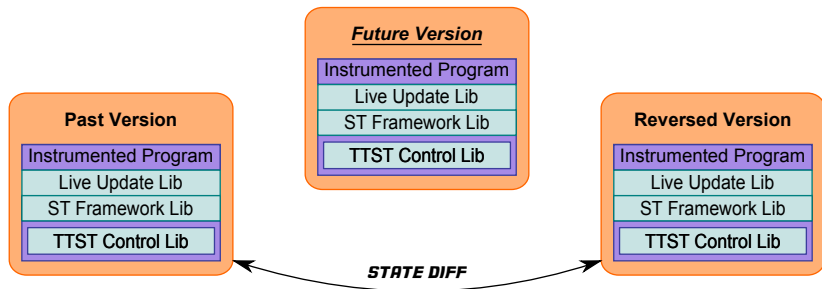 Future Version
Instrumented Program
Live Update Lib
ST Framework Lib
TTST Control Lib
Past Version
Instrumented Program
Live Update Lib
ST Framework Lib
TTST Control Lib
Reversed Version
Instrumented Program
Live Update Lib
ST Framework Lib
TTST Control Lib
STATE DIFF